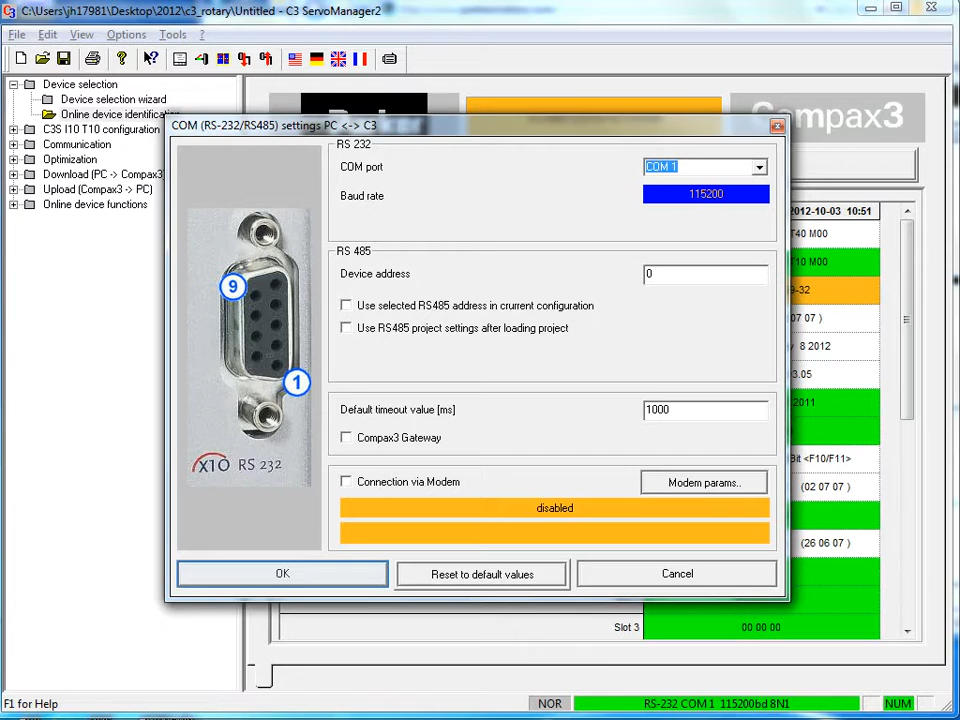 C:\Users\jh17981\Desktop\2012\c3_rotary\Untitled - C3 ServoManager2
File Edit View Options Tools ?
Device selection
Device selection wizard
Online device identification
C3S I10 T10 configuration
Communication
Optimization
Download (PC -> Compax3)
Upload (Compax3 -> PC)
Online device functions
Compax3
COM (RS-232/RS485) settings PC <-> C3
RS 232
COM port
COM 1
Baud rate
115200
RS 485
Device address
0
Use selected RS485 address in crurrent configuration
Use RS485 project settings after loading project
Default timeout value [ms]
1000
Compax3 Gateway
Connection via Modem
Modem params..
disabled
OK
Reset to default values
Cancel
9
1
X10 RS 232
2012-10-03 10:51
T40 M00
T10 M00
9-32
07 07 )
8 2012
3.05
2011
Bit <F10/F11>
(02 07 07 )
(26 06 07 )
Slot 3
00 00 00
F1 for Help
NOR
RS-232 COM 1 115200bd 8N1
NUM